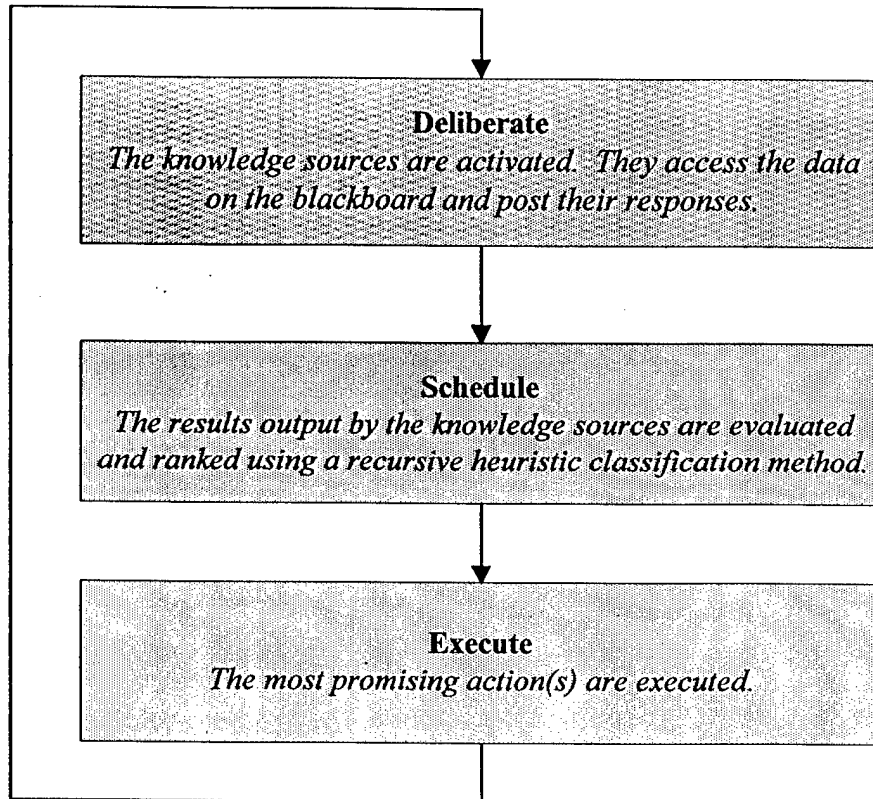 Deliberate
The knowledge sources are activated. They access the data
on the blackboard and post their responses.
Schedule
The results output by the knowledge sources are evaluated
and ranked using a recursive heuristic classification method.
Execute
The most promising action(s) are executed.